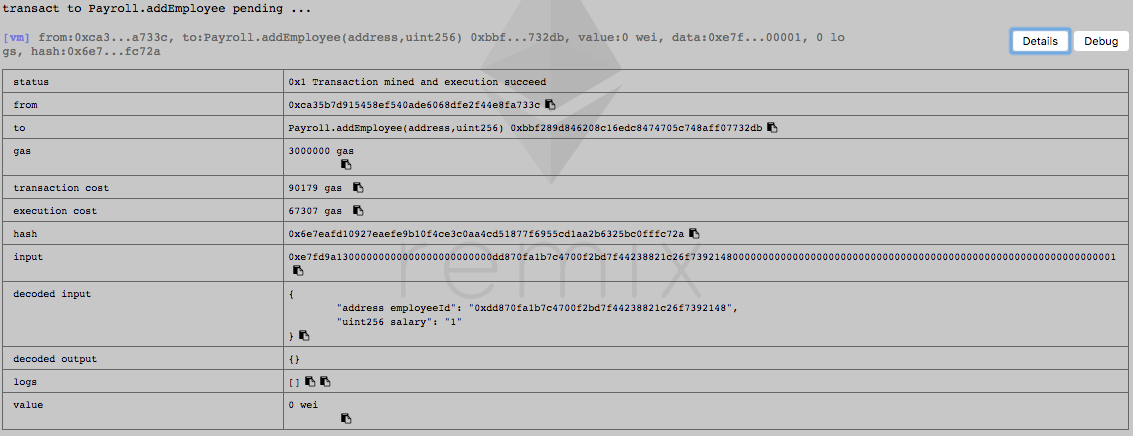 transact to Payroll.addEmployee pending ...
[vm] from:0xca3...a733c, to:Payroll.addEmployee(address,uint256) 0xbbf...732db, value:0 wei, data:0xe7f...00001, 0 lo
gs, hash:0x6e7...fc72a
Details Debug
status 0x1 Transaction mined and execution succeed
from 0xca35b7d915458ef540ade6068dfe2f44e8fa733c
to Payroll.addEmployee(address,uint256) 0xbbf289d846208c16edc8474705c748aff07732db
gas 3000000 gas
transaction cost 90179 gas
execution cost 67307 gas
hash 0x6e7eafd10927eaefe9b10f4ce3c0aa4cd51877f6955cd1aa2b6325bc0fffc72a
input 0xe7fd9a13000000000000000000000000dd870fa1b7c4700f2bd7f44238821c26f73921480000000000000000000000000000000000000000000000000000000000000001
decoded input {
"address employeeId": "0xdd870fa1b7c4700f2bd7f44238821c26f7392148",
"uint256 salary": "1"
}
decoded output {}
logs []
value 0 wei
remix